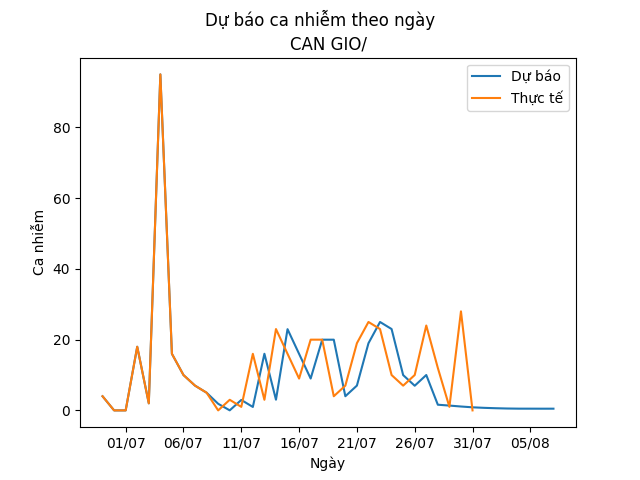 Dự báo ca nhiễm theo ngày
CAN GIO/
Dự báo
Thực tế
Ca nhiễm
80
60
40
20
0
01/07 06/07 11/07 16/07 21/07 26/07 31/07 05/08
Ngày